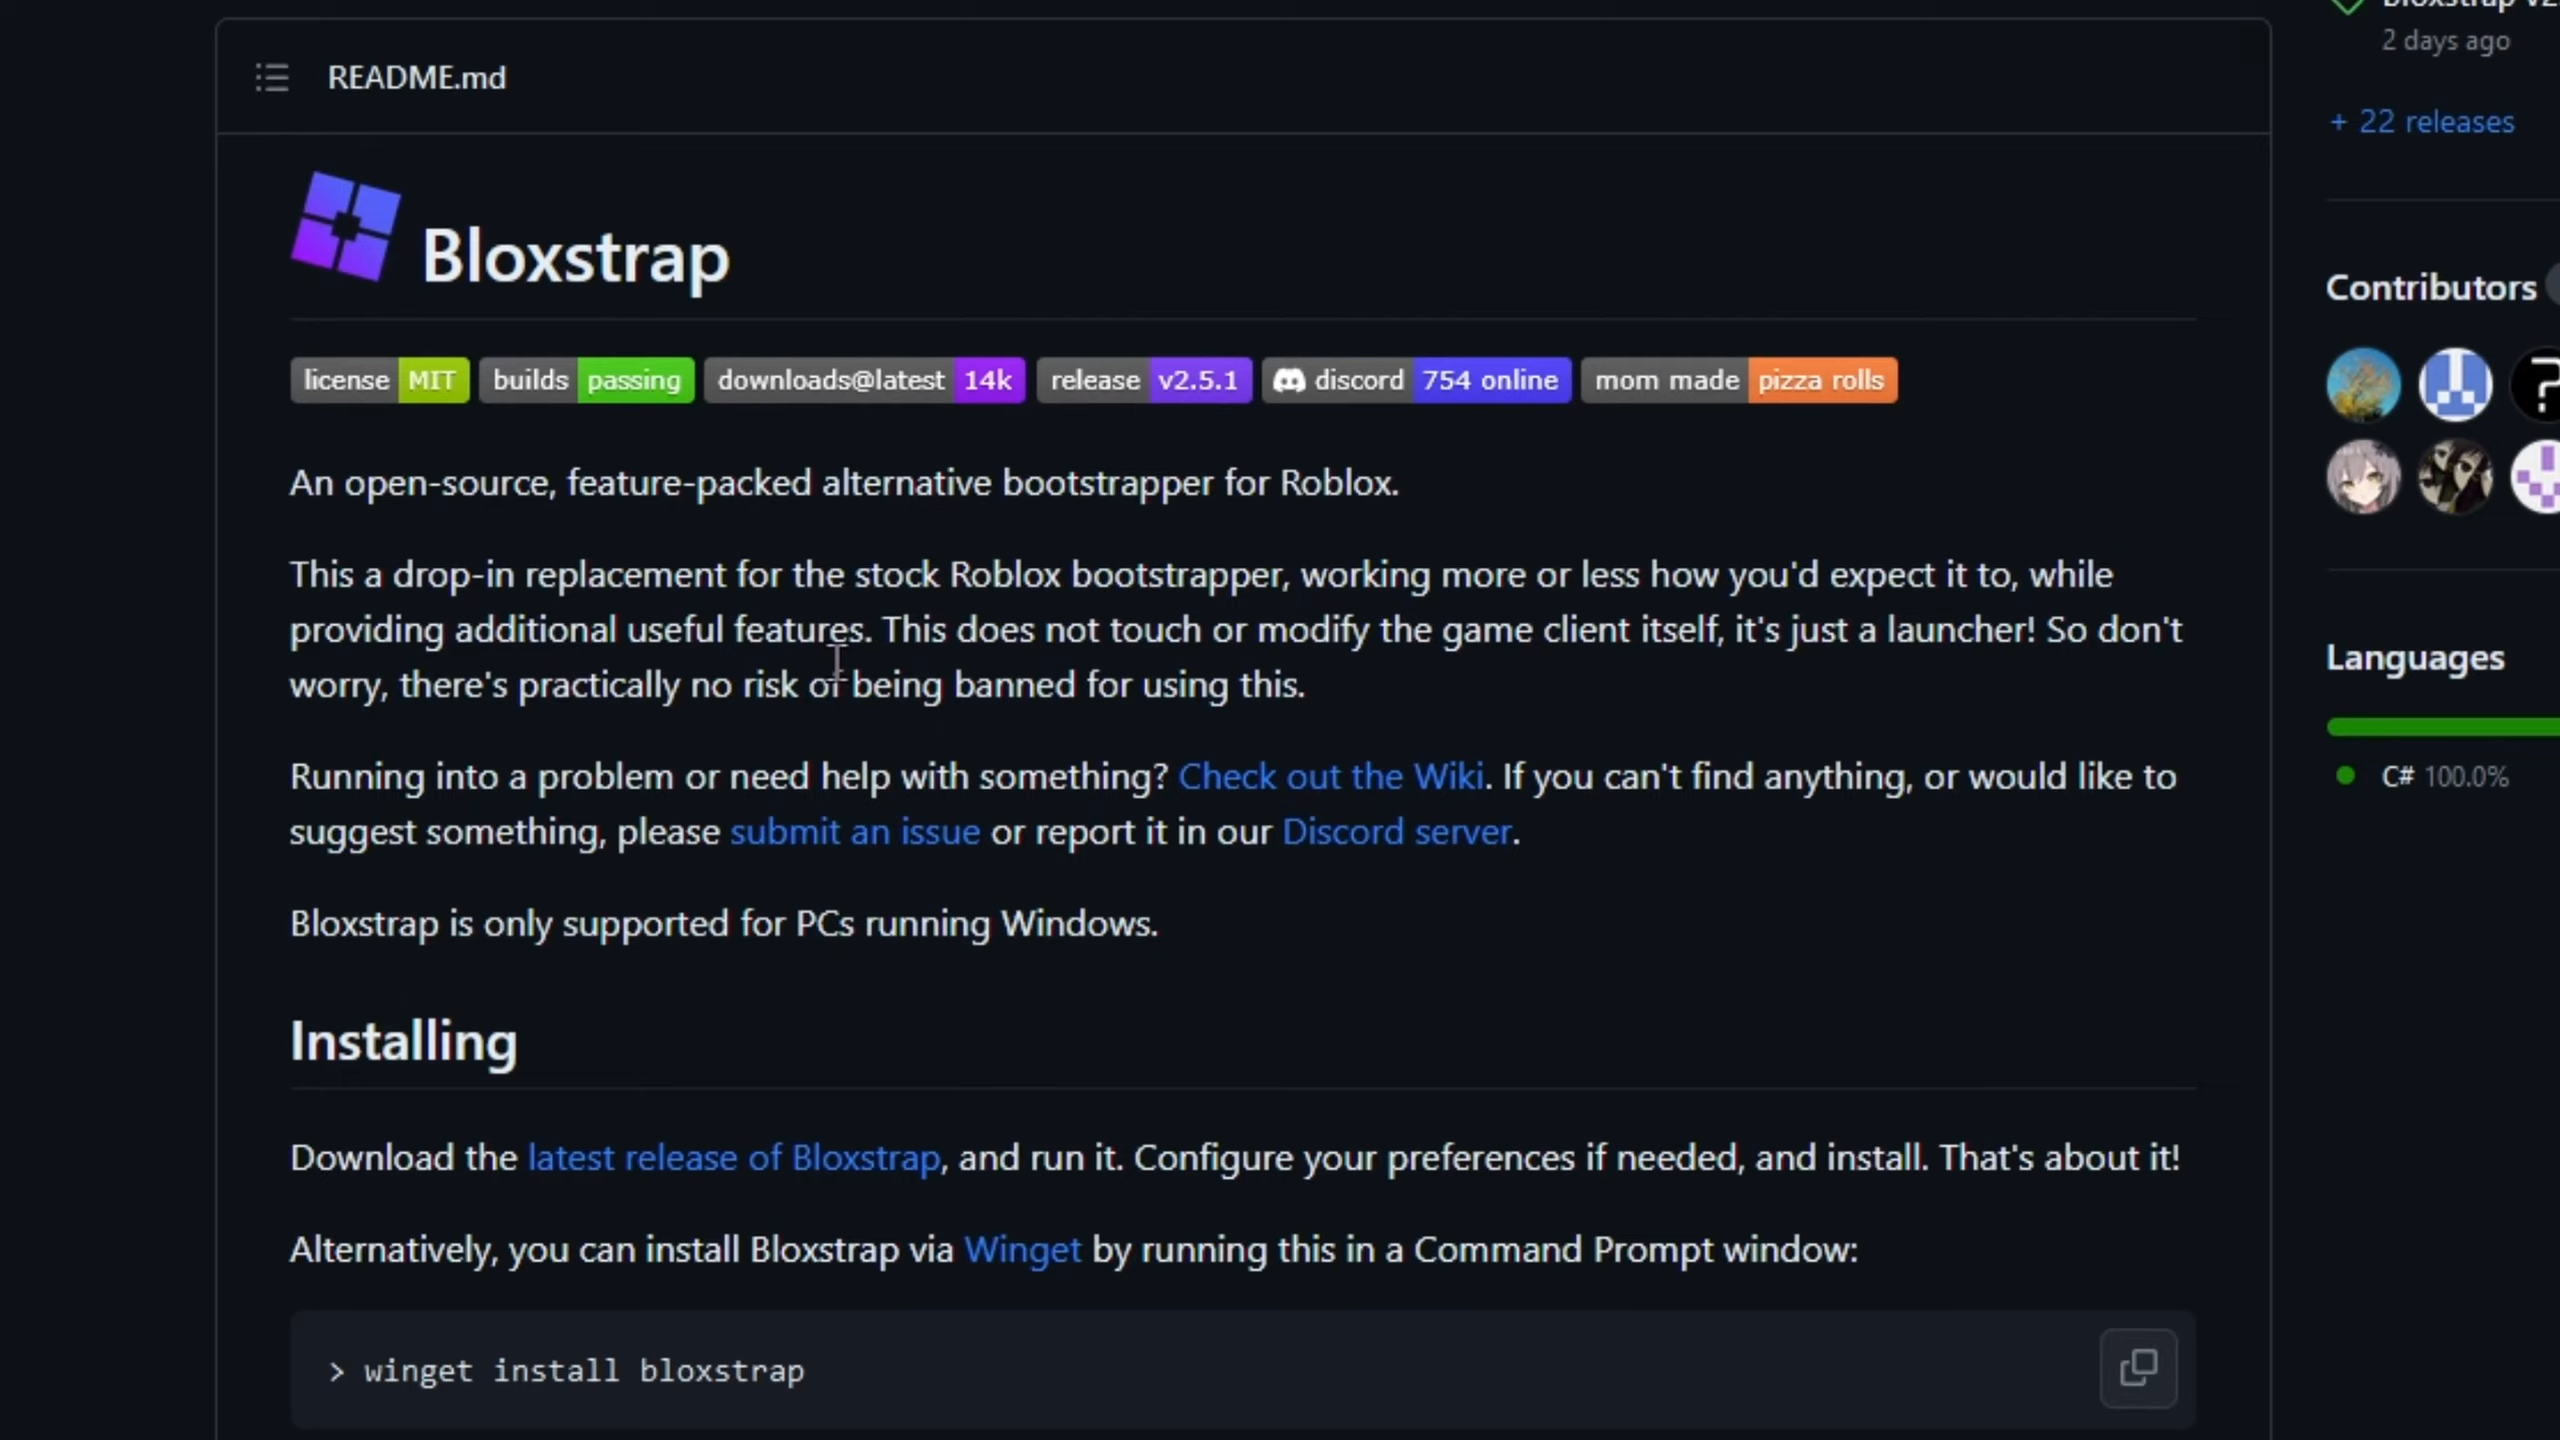 Bloxstrap v2
2 days ago
+ 22 releases
README.md
Bloxstrap
license MIT builds passing downloads@latest 14k release v2.5.1 discord 754 online mom made pizza rolls
An open-source, feature-packed alternative bootstrapper for Roblox.
This a drop-in replacement for the stock Roblox bootstrapper, working more or less how you'd expect it to, while
providing additional useful features. This does not touch or modify the game client itself, it's just a launcher! So don't
worry, there's practically no risk of being banned for using this.
Running into a problem or need help with something? Check out the Wiki. If you can't find anything, or would like to
suggest something, please submit an issue or report it in our Discord server.
Bloxstrap is only supported for PCs running Windows.
Installing
Download the latest release of Bloxstrap, and run it. Configure your preferences if needed, and install. That's about it!
Alternatively, you can install Bloxstrap via Winget by running this in a Command Prompt window:
> winget install bloxstrap
Contributors
?
Languages
C# 100.0%